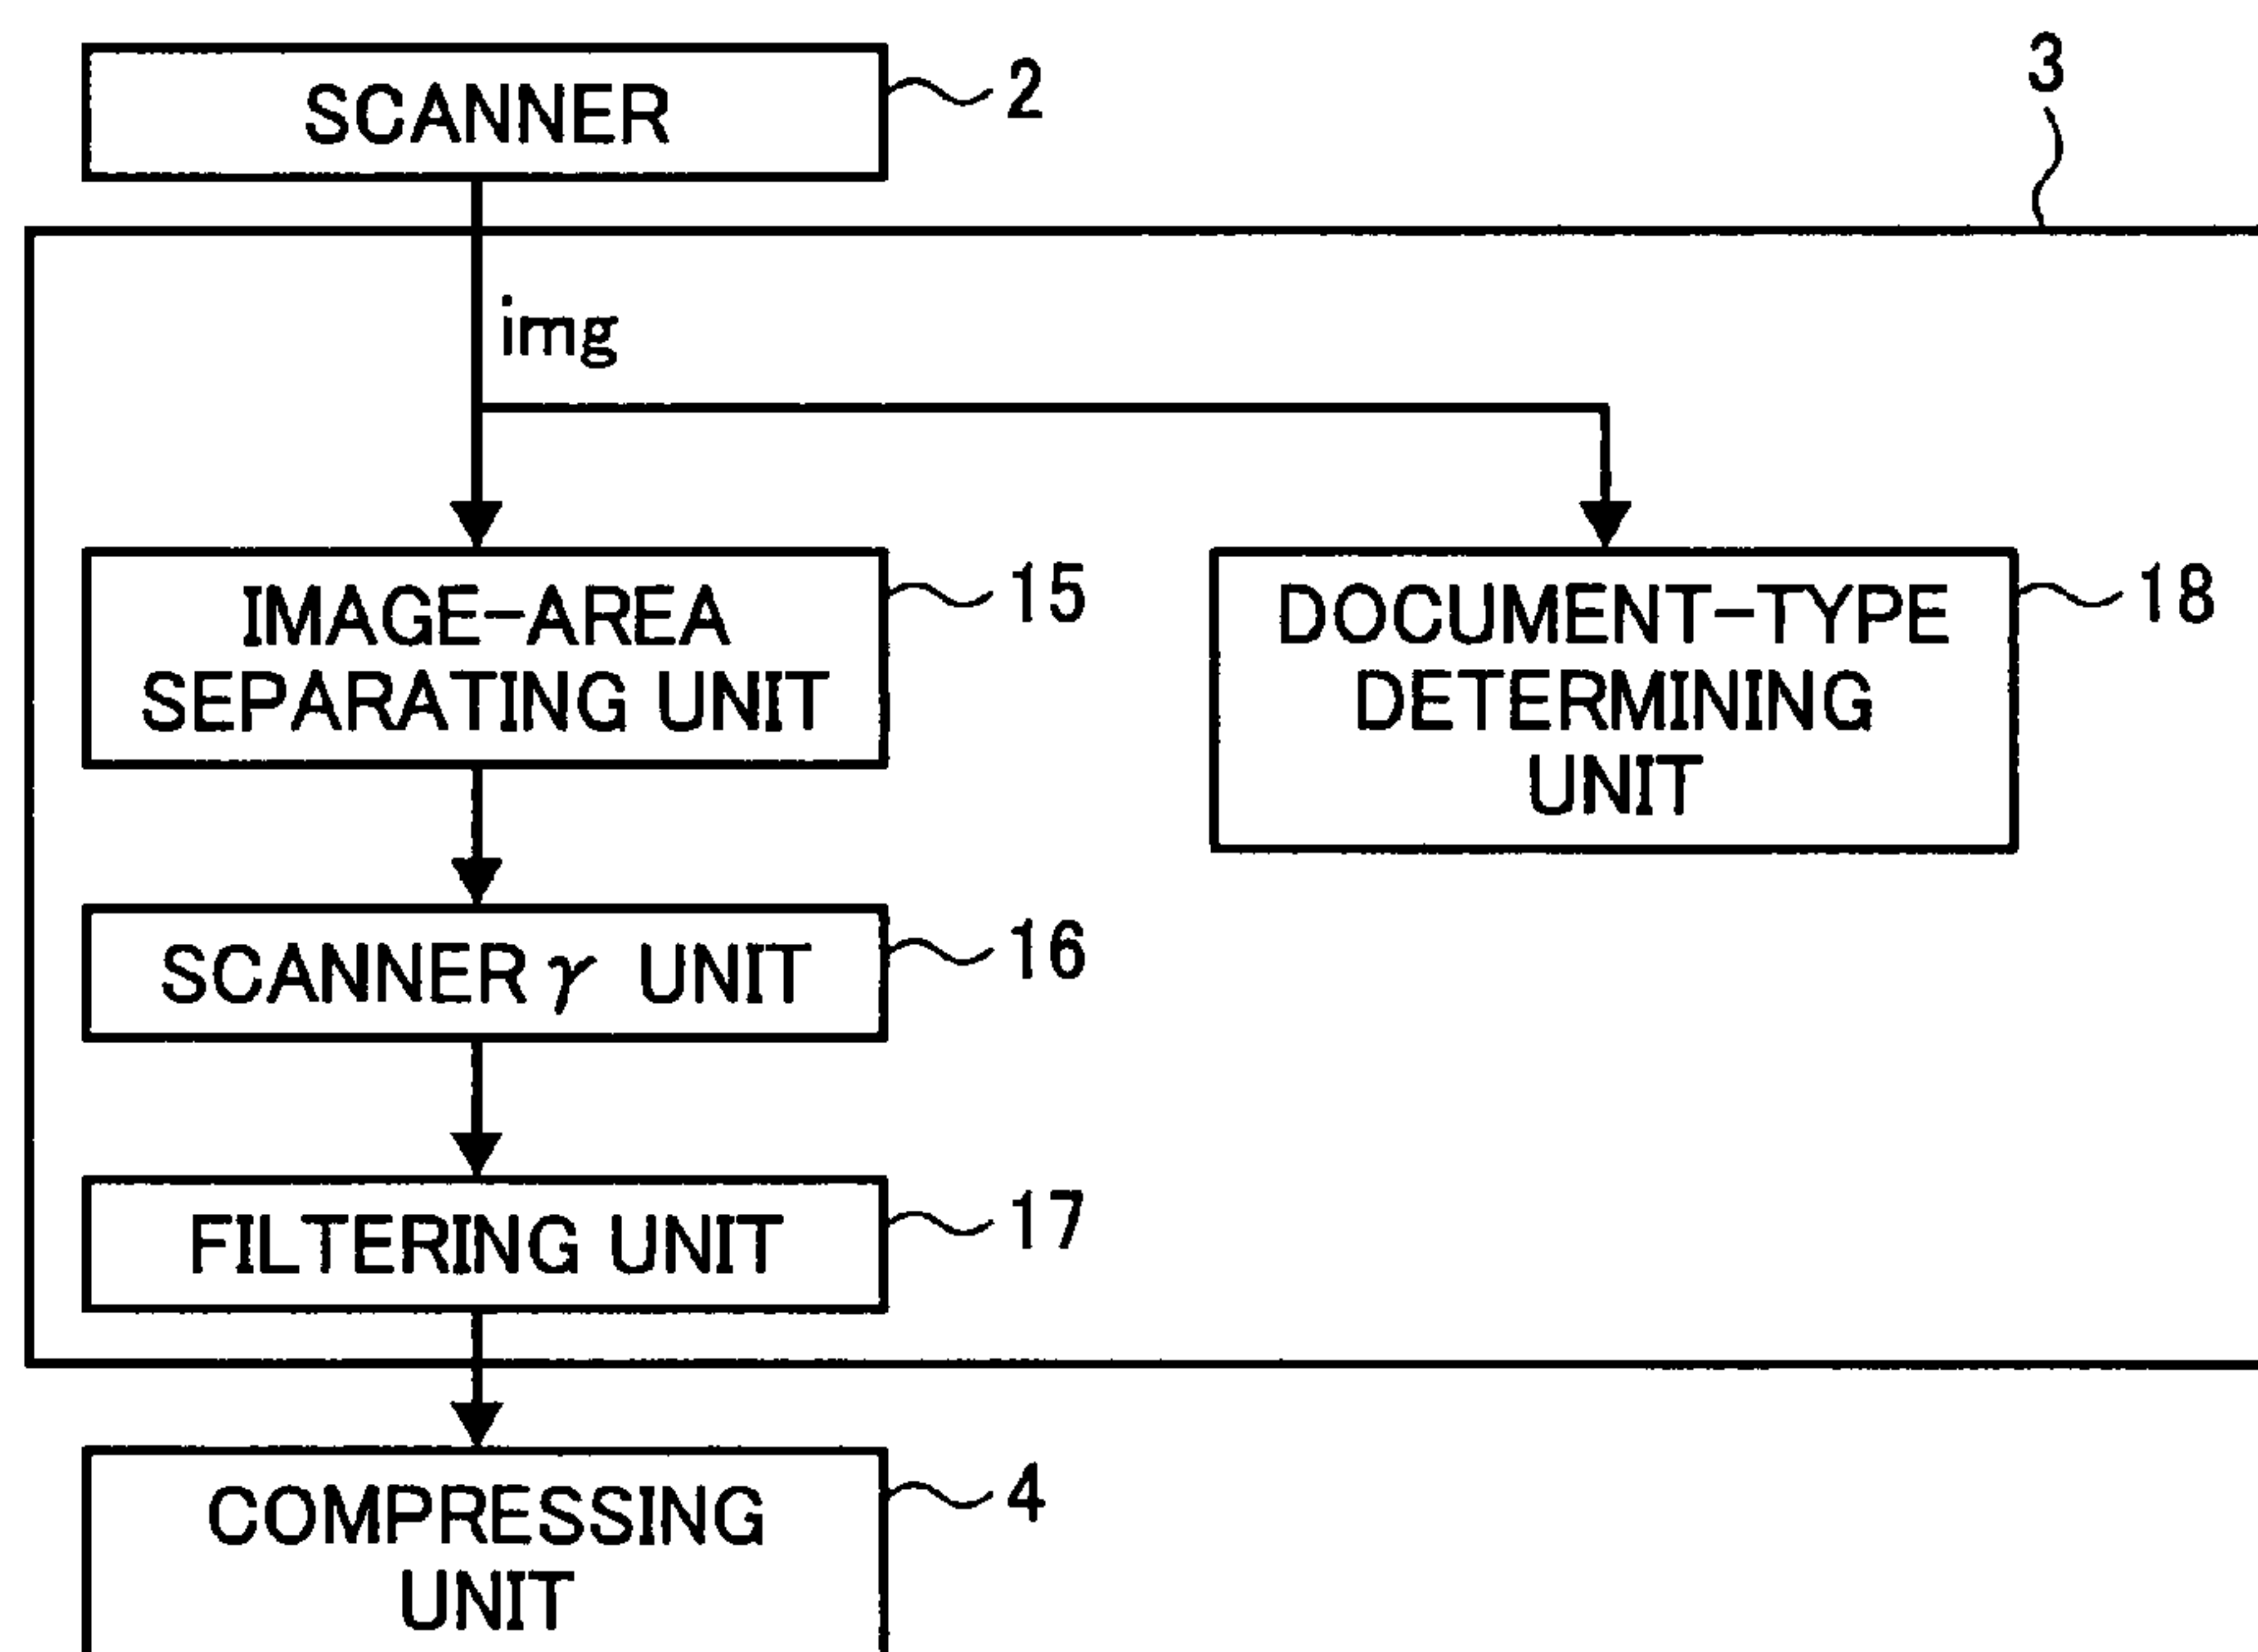 SCANNER
2
3
img
IMAGE-AREA
SEPARATING UNIT
15
DOCUMENT-TYPE
DETERMINING
UNIT
18
SCANNER γ UNIT
16
FILTERING UNIT
17
COMPRESSING
UNIT
4